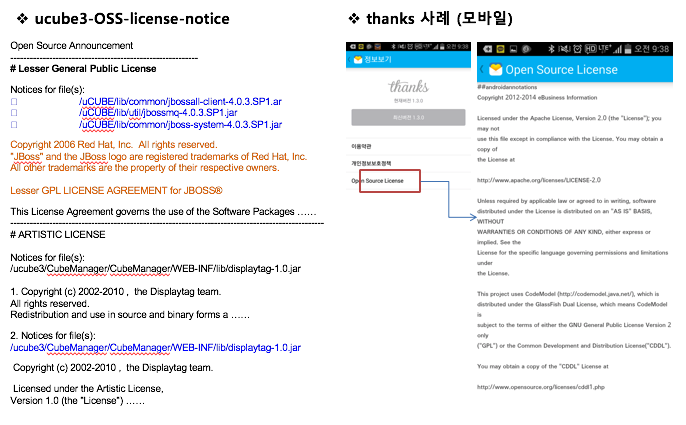 ❖ ucube3-OSS-license-notice
Open Source Announcement
----------------------------------------------------------
# Lesser General Public License
Notices for file(s):
□ /uCUBE/lib/common/jbossall-client-4.0.3.SP1.ar
□ /uCUBE/lib/util/jbossmq-4.0.3.SP1.jar
□ /uCUBE/lib/common/jboss-system-4.0.3.SP1.jar
Copyright 2006 Red Hat, Inc. All rights reserved.
"JBoss" and the JBoss logo are registered trademarks of Red Hat, Inc.
All other trademarks are the property of their respective owners.
Lesser GPL LICENSE AGREEMENT for JBOSS®
This License Agreement governs the use of the Software Packages ……
----------------------------------------------------------------------------------------------------
# ARTISTIC LICENSE
Notices for file(s):
/ucube3/CubeManager/CubeManager/WEB-INF/lib/displaytag-1.0.jar
1. Copyright (c) 2002-2010 , the Displaytag team.
All rights reserved.
Redistribution and use in source and binary forms a ……
2. Notices for file(s):
/ucube3/CubeManager/CubeManager/WEB-INF/lib/displaytag-1.0.jar
Copyright (c) 2002-2010 , the Displaytag team.
Licensed under the Artistic License,
Version 1.0 (the "License") ……
❖ thanks 사례 (모바일)
오전 9:38
정보보기
thanks
현재버전 1.3.0
최신버전 1.3.0
이용약관
개인정보보호정책
Open Source License
HD LTE 오전 9:38
Open Source License
##androidannotations
Copyright 2012-2014 eBusiness Information
Licensed under the Apache License, Version 2.0 (the "License"); you
may not
use this file except in compliance with the License. You may obtain a
copy of
the License at
http://www.apache.org/licenses/LICENSE-2.0
Unless required by applicable law or agreed to in writing, software
distributed under the License is distributed on an "AS IS" BASIS,
WITHOUT
WARRANTIES OR CONDITIONS OF ANY KIND, either express or
implied. See the
License for the specific language governing permissions and limitations
under
the License.
This project uses CodeModel (http://codemodel.java.net/), which is
distributed under the GlassFish Dual License, which means CodeModel
is
subject to the terms of either the GNU General Public License Version 2
only
("GPL") or the Common Development and Distribution License("CDDL").
You may obtain a copy of the "CDDL" License at
http://www.opensource.org/licenses/cddl1.php